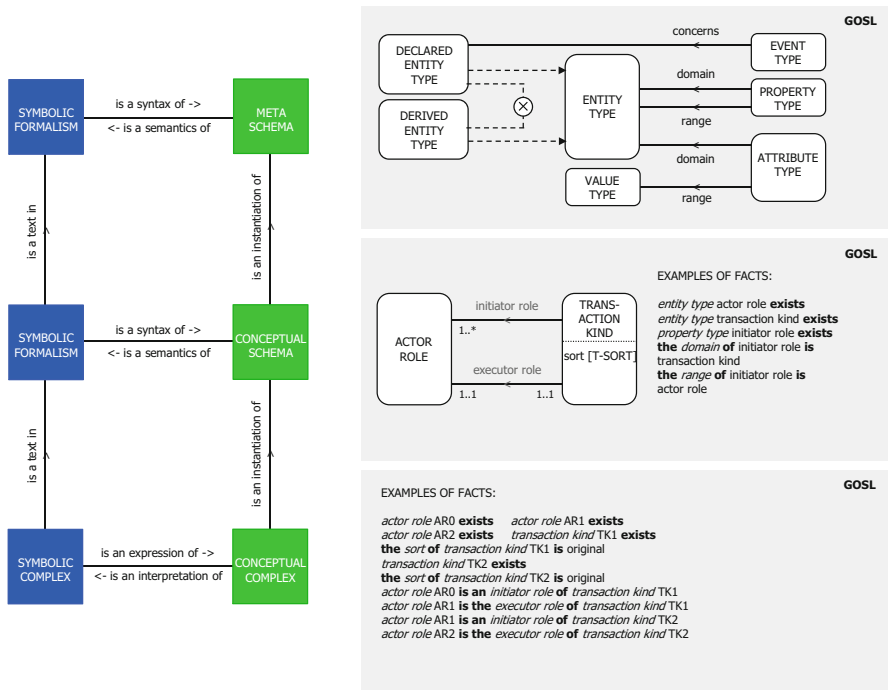 SYMBOLIC
FORMALISM
is a syntax of ->
<- is a semantics of
META
SCHEMA
is a text in
is an instantiation of
SYMBOLIC
FORMALISM
is a syntax of ->
<- is a semantics of
CONCEPTUAL
SCHEMA
is a text in
is an instantiation of
SYMBOLIC
COMPLEX
is an expression of ->
<- is an interpretation of
CONCEPTUAL
COMPLEX
GOSL
DECLARED
ENTITY
TYPE
DERIVED
ENTITY
TYPE
ENTITY
TYPE
VALUE
TYPE
concerns
EVENT
TYPE
domain
PROPERTY
TYPE
range
domain
ATTRIBUTE
TYPE
range
GOSL
ACTOR
ROLE
initiator role
1..*
executor role
1..1
1..1
TRANS-
ACTION
KIND
sort [T-SORT]
EXAMPLES OF FACTS:
entity type actor role exists
entity type transaction kind exists
property type initiator role exists
the domain of initiator role is
transaction kind
the range of initiator role is
actor role
GOSL
EXAMPLES OF FACTS:
actor role AR0 exists actor role AR1 exists
actor role AR2 exists transaction kind TK1 exists
the sort of transaction kind TK1 is original
transaction kind TK2 exists
the sort of transaction kind TK2 is original
actor role AR0 is an initiator role of transaction kind TK1
actor role AR1 is the executor role of transaction kind TK1
actor role AR1 is an initiator role of transaction kind TK2
actor role AR2 is the executor role of transaction kind TK2